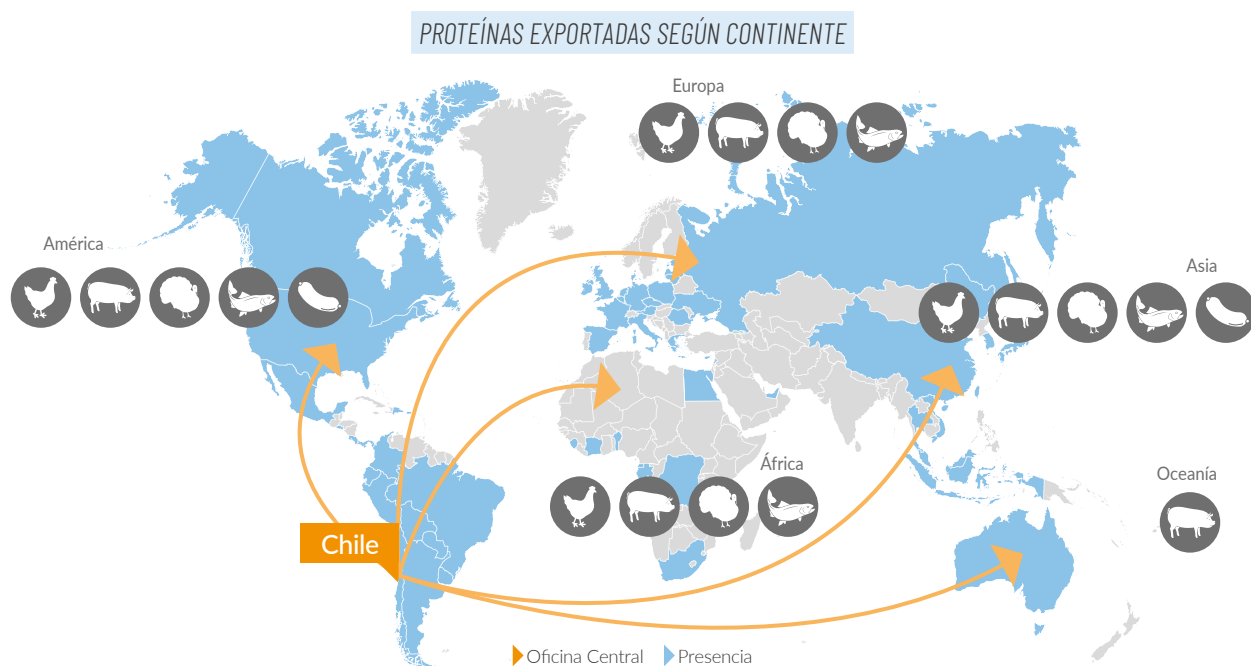 PROTEÍNAS EXPORTADAS SEGÚN CONTINENTE
Europa
América
Asia
África
Oceanía
Chile
Oficina Central
Presencia